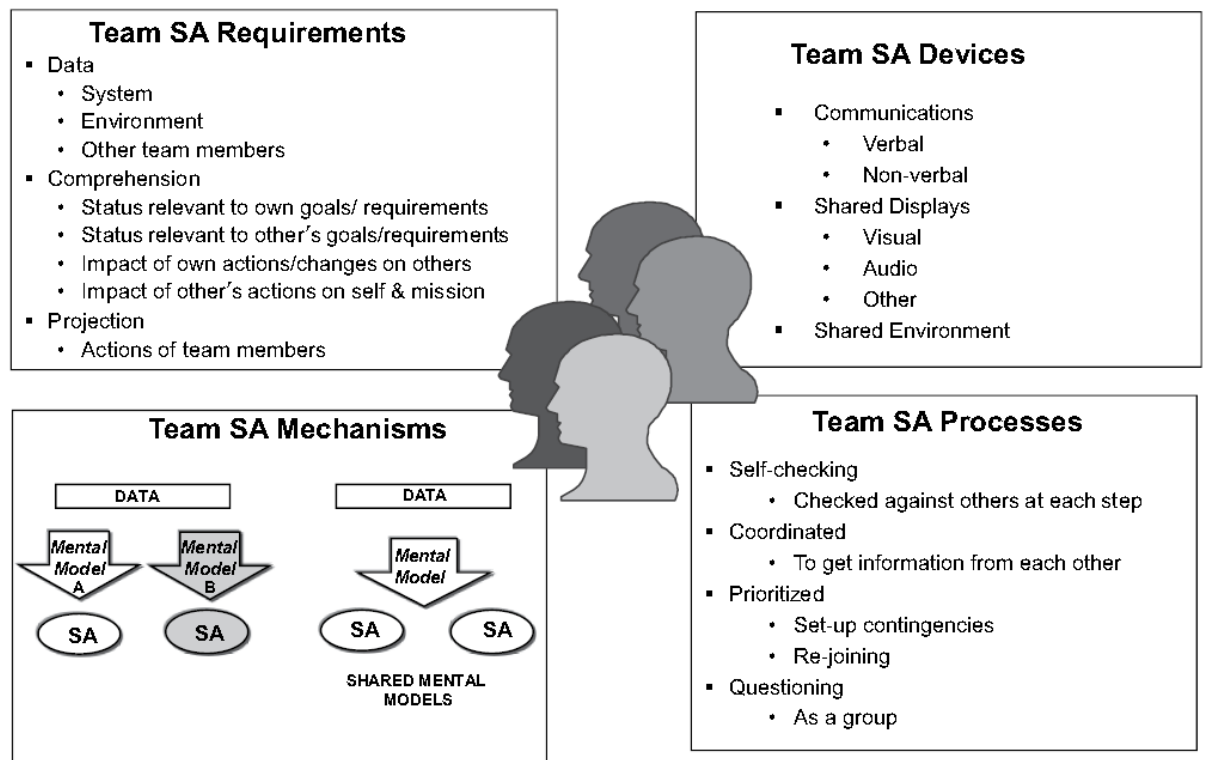 Team SA Requirements
▪ Data
• System
• Environment
• Other team members
▪ Comprehension
• Status relevant to own goals/ requirements
• Status relevant to other´s goals/requirements
• Impact of own actions/changes on others
• Impact of other´s actions on self & mission
▪ Projection
• Actions of team members
Team SA Devices
▪ Communications
• Verbal
• Non-verbal
▪ Shared Displays
• Visual
• Audio
• Other
▪ Shared Environment
Team SA Mechanisms
DATA
Mental
Model
A
SA
Mental
Model
B
SA
DATA
Mental
Model
SA
SA
SHARED MENTAL
MODELS
Team SA Processes
▪ Self-checking
• Checked against others at each step
▪ Coordinated
• To get information from each other
▪ Prioritized
• Set-up contingencies
• Re-joining
▪ Questioning
• As a group